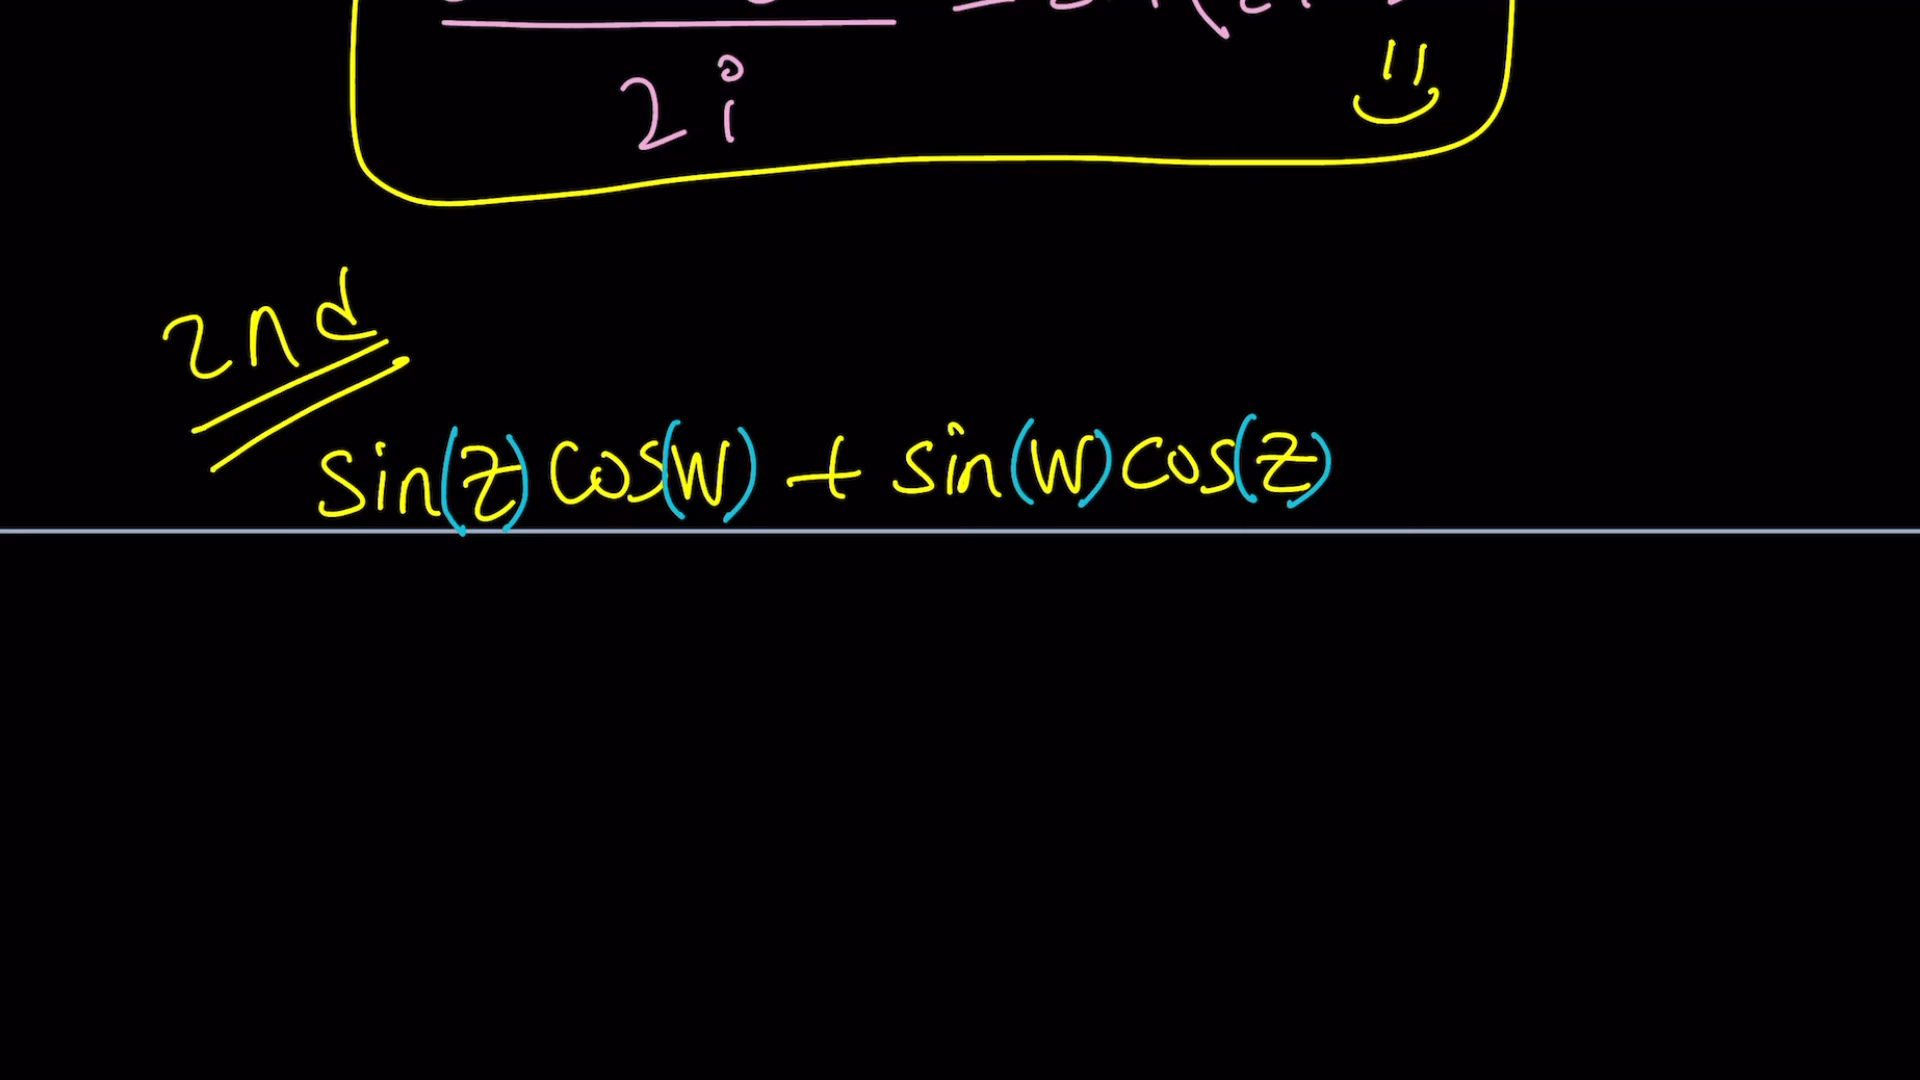 2i
2nd
sin(z) cos(w) + sin(w) cos(z)